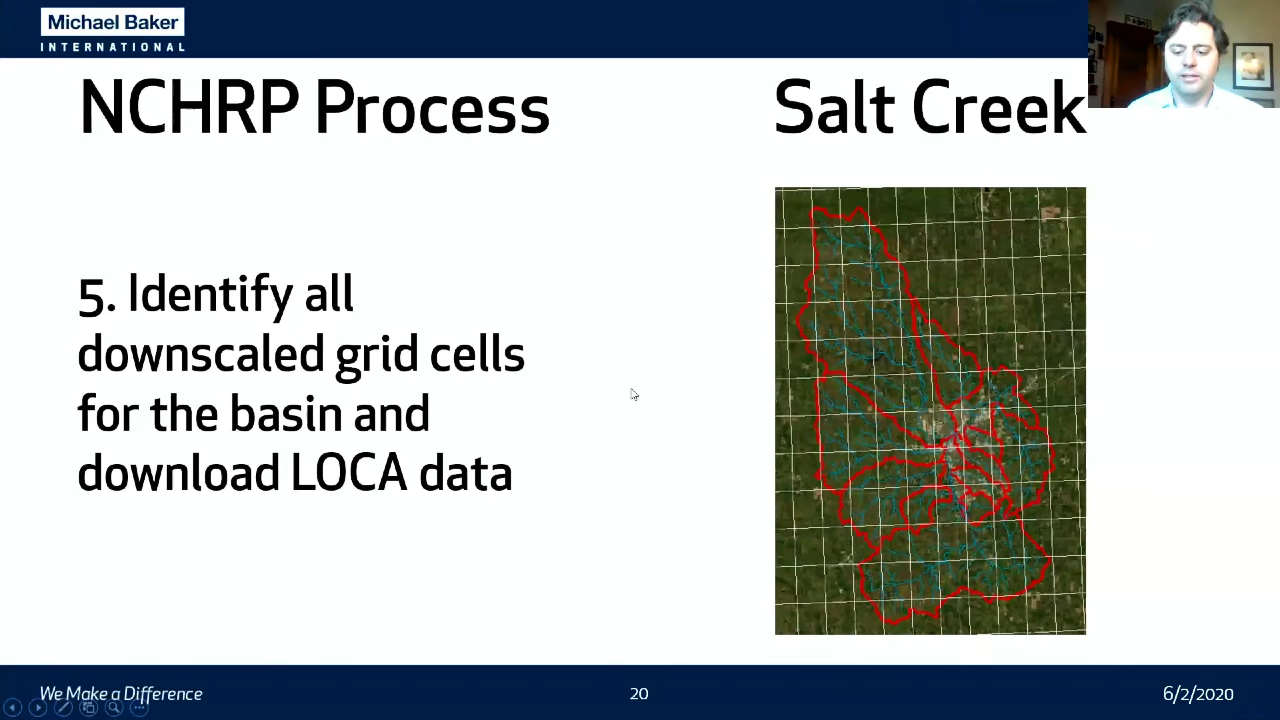 Michael Baker
INTERNATIONAL
NCHRP Process
Salt Creek
5. Identify all
downscaled grid cells
for the basin and
download LOCA data
We Make a Difference
20
6/2/2020